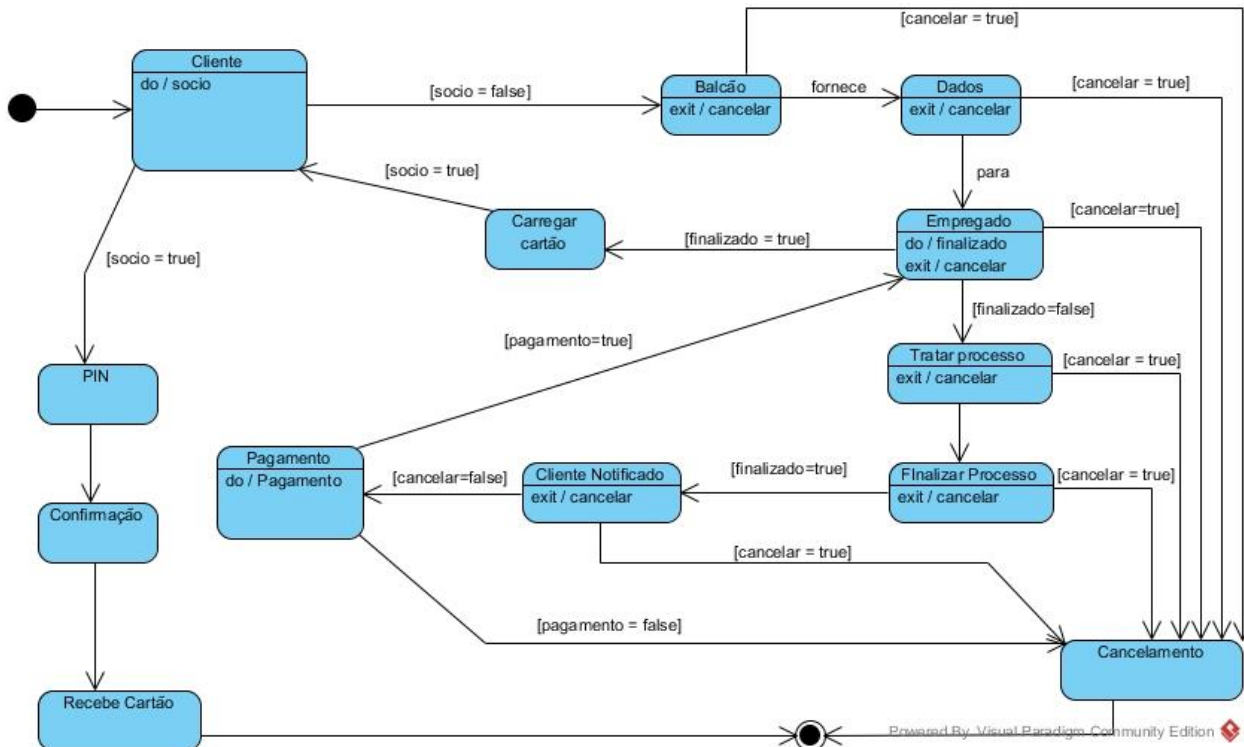 [cancelar = true]
Cliente
do / socio
[socio = false]
Balcão
exit / cancelar
fornece
Dados
exit / cancelar
[cancelar = true]
para
[socio = true]
Carregar
cartão
[finalizado = true]
Empregado
do / finalizado
exit / cancelar
[cancelar=true]
[socio = true]
[finalizado=false]
[pagamento=true]
Tratar processo
exit / cancelar
[cancelar = true]
PIN
Pagamento
do / Pagamento
[cancelar=false]
Cliente Notificado
exit / cancelar
[finalizado=true]
FInalizar Processo
exit / cancelar
[cancelar = true]
Confirmação
[cancelar = true]
[pagamento = false]
Cancelamento
Recebe Cartão
Powered By Visual Paradigm Community Edition